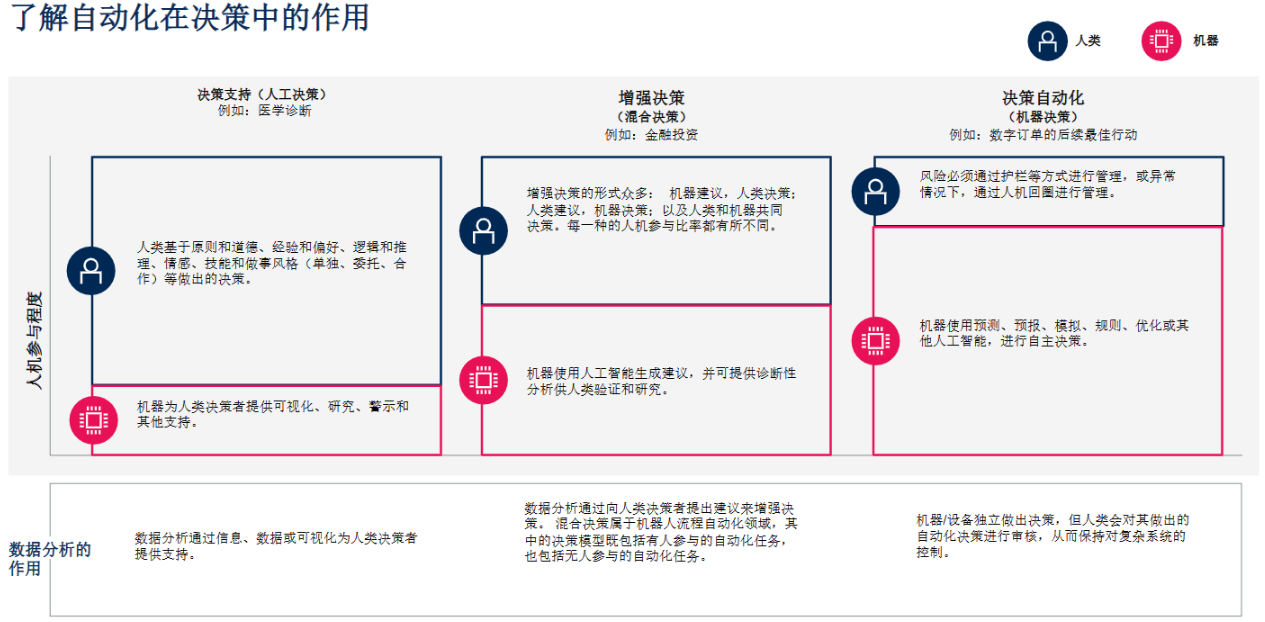 了解自动化在决策中的作用
人类
机器
决策支持（人工决策）
例如：医学诊断
增强决策
（混合决策）
例如：金融投资
决策自动化
（机器决策）
例如：数字订单的后续最佳行动
人机参与程度
人类基于原则和道德、经验和偏好、逻辑和推
理、情感、技能和做事风格（单独、委托、合
作）等做出的决策。
机器为人类决策者提供可视化、研究、警示和
其他支持。
增强决策的形式众多： 机器建议，人类决策；
人类建议，机器决策；以及人类和机器共同
决策。每一种的人机参与比率都有所不同。
机器使用人工智能生成建议，并可提供诊断性
分析供人类验证和研究。
风险必须通过护栏等方式进行管理，或异常
情况下，通过人机回圈进行管理。
机器使用预测、预报、模拟、规则、优化或其
他人工智能，进行自主决策。
数据分析的
作用
数据分析通过信息、数据或可视化为人类决策者
提供支持。
数据分析通过向人类决策者提出建议来增强决
策。 混合决策属于机器人流程自动化领域，其
中的决策模型既包括有人参与的自动化任务，
也包括无人参与的自动化任务。
机器/设备独立做出决策，但人类会对其做出的
自动化决策进行审核，从而保持对复杂系统的
控制。